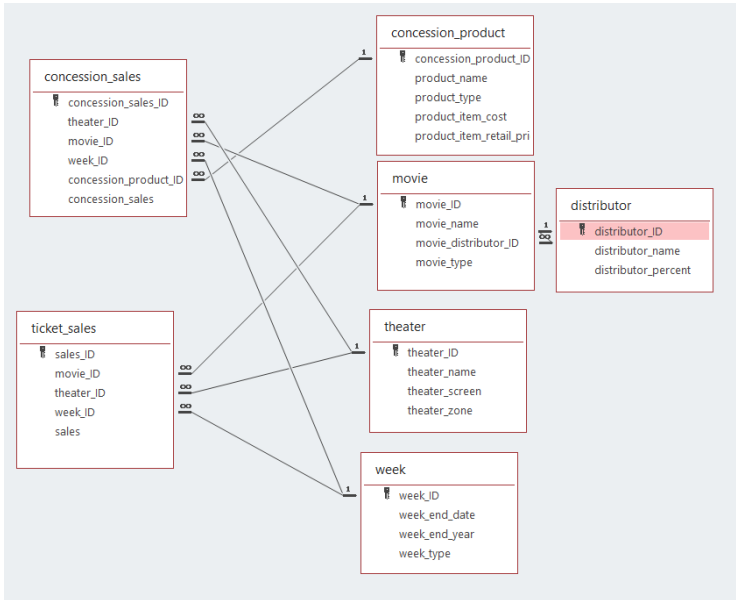 concession_sales
concession_sales_ID
theater_ID
movie_ID
week_ID
concession_product_ID
concession_sales
ticket_sales
sales_ID
movie_ID
theater_ID
week_ID
sales
concession_product
concession_product_ID
product_name
product_type
product_item_cost
product_item_retail_pri
movie
movie_ID
movie_name
movie_distributor_ID
movie_type
distributor
distributor_ID
distributor_name
distributor_percent
theater
theater_ID
theater_name
theater_screen
theater_zone
week
week_ID
week_end_date
week_end_year
week_type
∞
∞
∞
∞
∞
∞
∞
1
1
1
1
1
∞